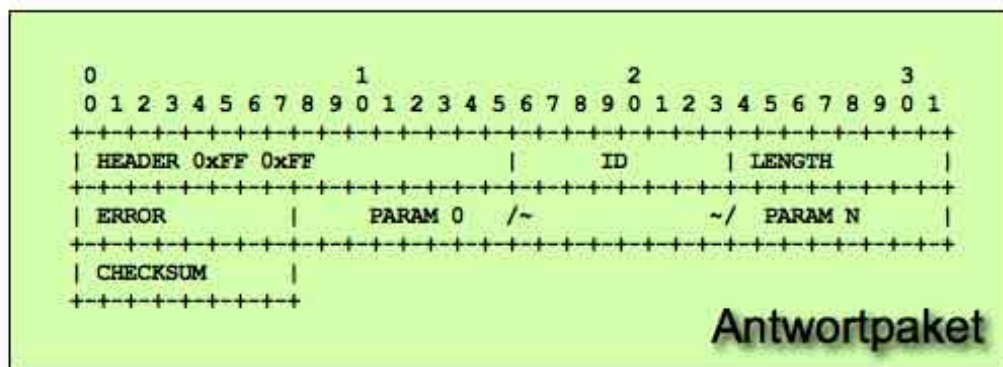 0 1 2 3
0 1 2 3 4 5 6 7 8 9 0 1 2 3 4 5 6 7 8 9 0 1 2 3 4 5 6 7 8 9 0 1
+-+-+-+-+-+-+-+-+-+-+-+-+-+-+-+-+-+-+-+-+-+-+-+-+-+-+-+-+-+-+-+-+
| HEADER 0xFF 0xFF | ID | LENGTH |
+-+-+-+-+-+-+-+-+-+-+-+-+-+-+-+-+-+-+-+-+-+-+-+-+-+-+-+-+-+-+-+-+
| ERROR | PARAM 0 /~ ~/ PARAM N |
+-+-+-+-+-+-+-+-+-+-+-+-+-+-+-+-+-+-+-+-+-+-+-+-+-+-+-+-+-+-+-+-+
| CHECKSUM |
+-+-+-+-+-+-+-+-+
Antwortpaket